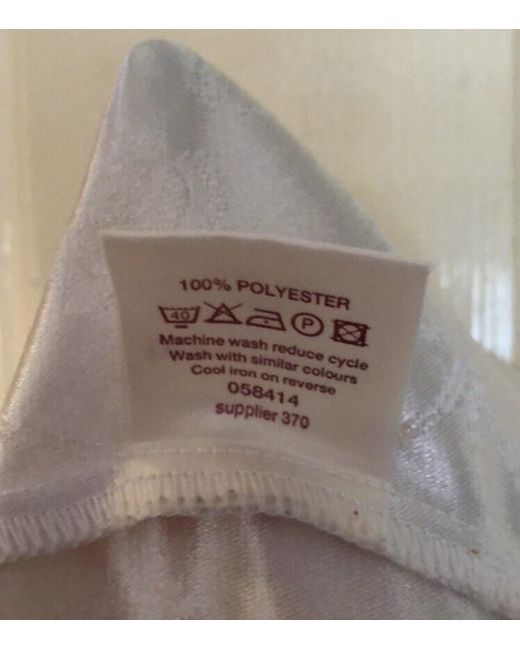 100% POLYESTER
40 P
Machine wash reduce cycle
Wash with similar colours
Cool iron on reverse
058414
supplier 370